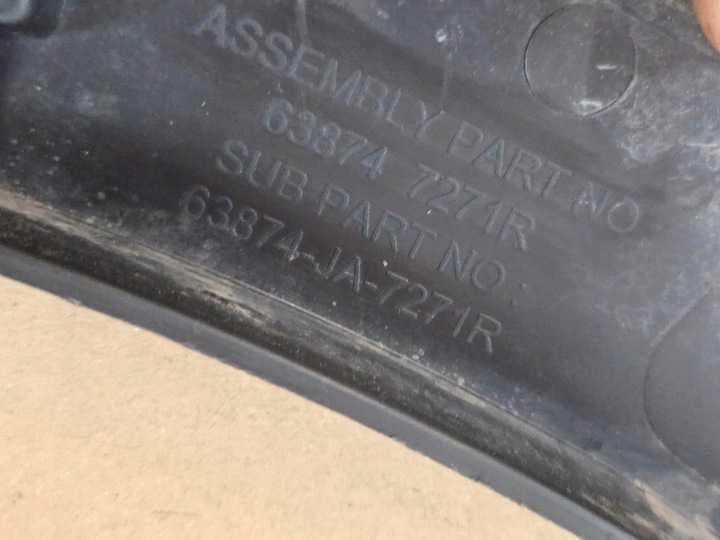 ASSEMBLY PART NO
63874 7271R
SUB PART NO :
63874-JA-7271R